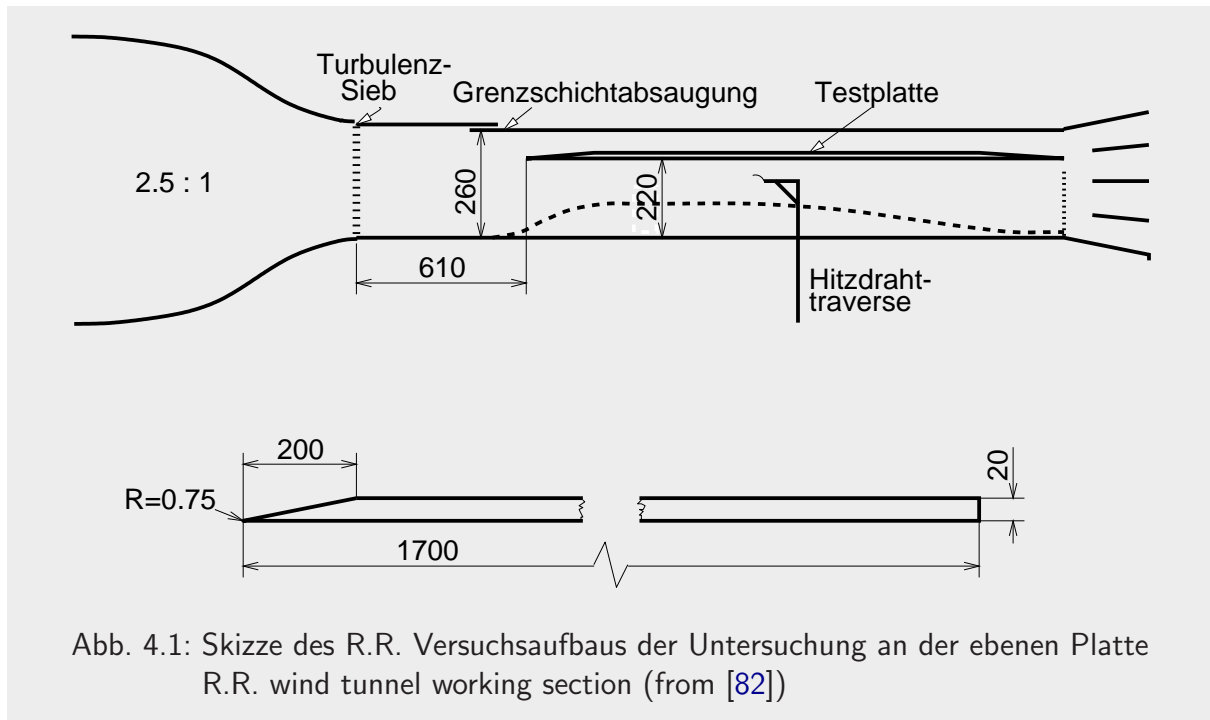 Turbulenz-
Sieb
Grenzschichtabsaugung
Testplatte
2.5 : 1
260
220
610
Hitzdraht-
traverse
200
20
R=0.75
1700
Abb. 4.1: Skizze des R.R. Versuchsaufbaus der Untersuchung an der ebenen Platte
R.R. wind tunnel working section (from [82])